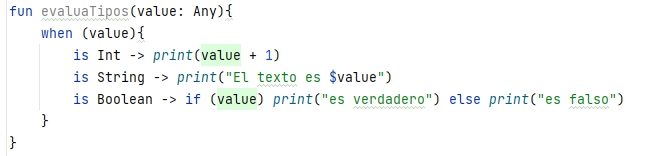 fun evaluaTipos(value: Any){
    when (value){
        is Int -> print(value + 1)
        is String -> print("El texto es $value")
        is Boolean -> if (value) print("es verdadero") else print("es falso")
    }
}